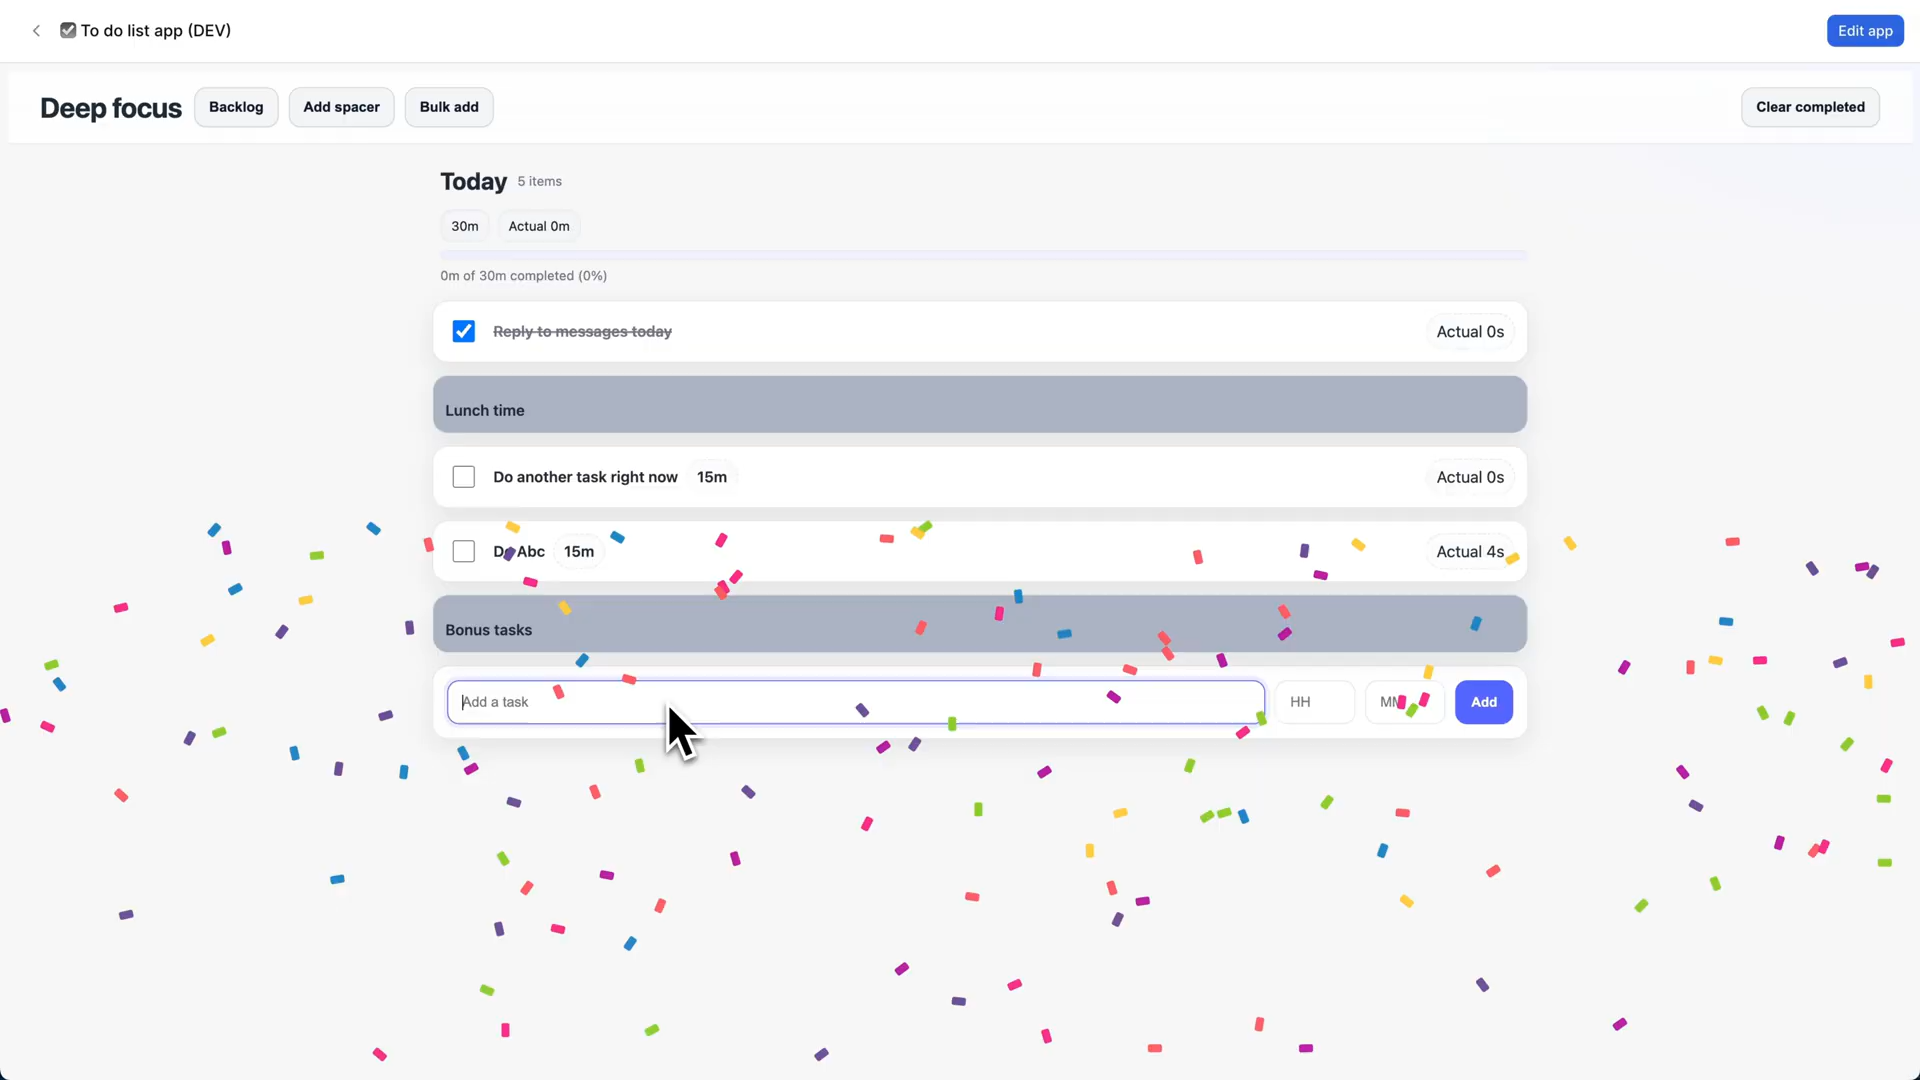 To do list app (DEV)
Edit app
Deep focus
Backlog
Add spacer
Bulk add
Clear completed
Today 5 items
30m
Actual 0m
0m of 30m completed (0%)
Reply to messages today
Actual 0s
Lunch time
Do another task right now 15m
Actual 0s
Do Abc 15m
Actual 4s
Bonus tasks
Add a task
HH
MM
Add